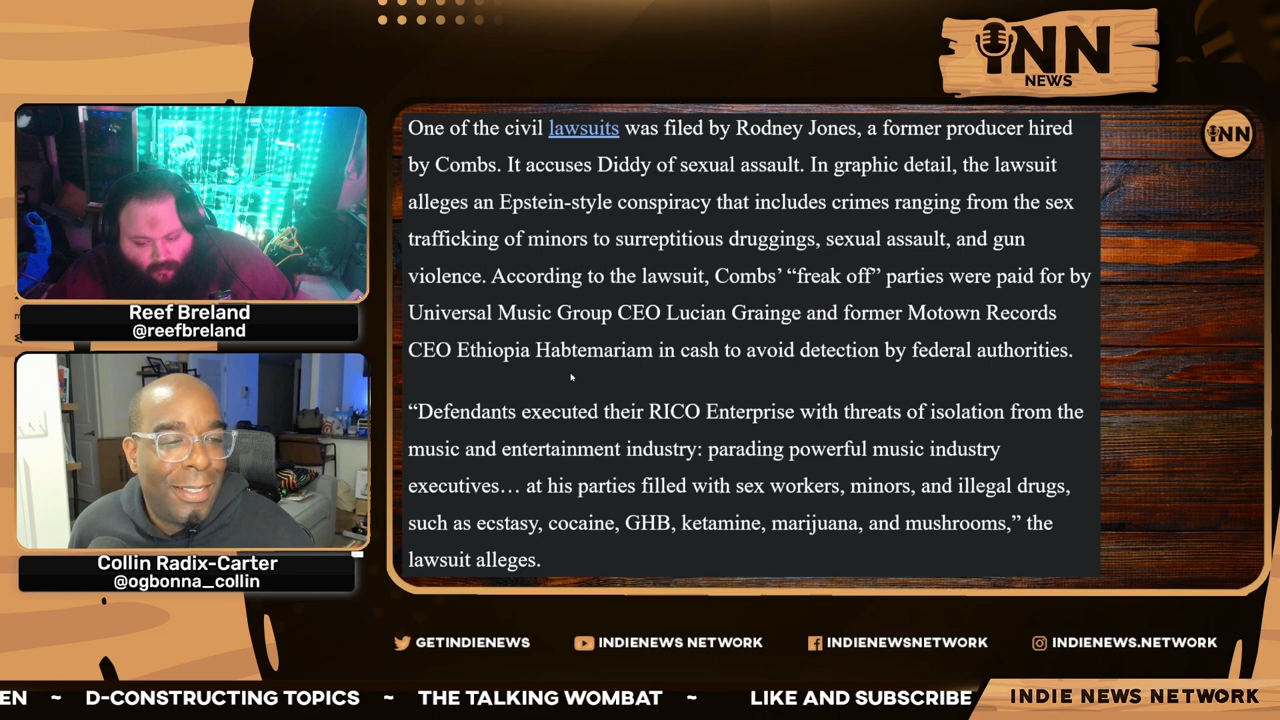 iNN
NEWS
iNN
One of the civil lawsuits was filed by Rodney Jones, a former producer hired
by Combs. It accuses Diddy of sexual assault. In graphic detail, the lawsuit
alleges an Epstein-style conspiracy that includes crimes ranging from the sex
trafficking of minors to surreptitious druggings, sexual assault, and gun
violence. According to the lawsuit, Combs’ “freak off” parties were paid for by
Universal Music Group CEO Lucian Grainge and former Motown Records
CEO Ethiopia Habtemariam in cash to avoid detection by federal authorities.
“Defendants executed their RICO Enterprise with threats of isolation from the
music and entertainment industry: parading powerful music industry
executives… at his parties filled with sex workers, minors, and illegal drugs,
such as ecstasy, cocaine, GHB, ketamine, marijuana, and mushrooms,” the
lawsuit alleges.
Reef Breland
@reefbreland
Collin Radix-Carter
@ogbonna_collin
GETINDIENEWS
INDIENEWS NETWORK
INDIENEWSNETWORK
INDIENEWS.NETWORK
EN ~ D-CONSTRUCTING TOPICS ~ THE TALKING WOMBAT ~ LIKE AND SUBSCRIBE
INDIE NEWS NETWORK